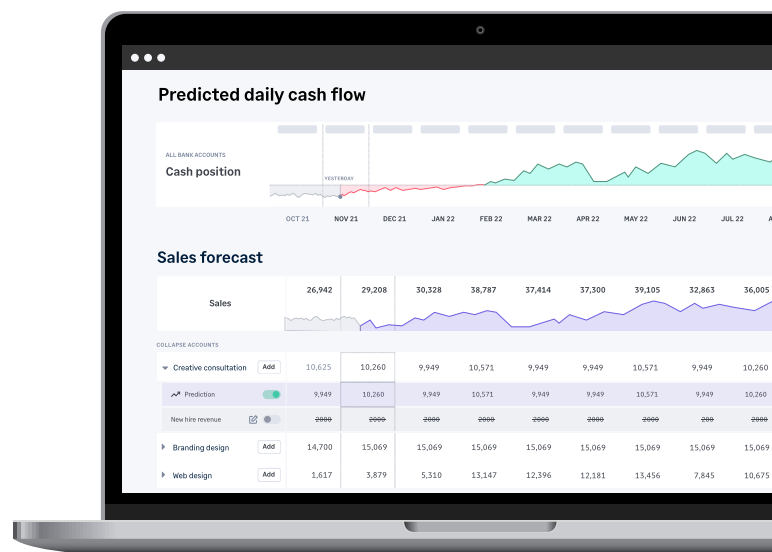 Predicted daily cash flow
ALL BANK ACCOUNTS
Cash position
YESTERDAY
OCT 21 NOV 21 DEC 21 JAN 22 FEB 22 MAR 22 APR 22 MAY 22 JUN 22 JUL 22 A
Sales forecast
Sales 26,942 29,208 30,328 38,787 37,414 37,300 39,105 32,863 36,005
COLLAPSE ACCOUNTS
Creative consultation Add 10,625 10,260 9,949 10,571 9,949 9,949 10,571 9,949 10,260
Prediction 9,949 10,260 9,949 10,571 9,949 9,949 10,571 9,949 10,260
New hire revenue 2000 2000 2000 2000 2000 2000 2000 200 2000
Branding design Add 14,700 15,069 15,069 15,069 15,069 15,069 15,069 15,069 15,069
Web design Add 1,617 3,879 5,310 13,147 12,396 12,181 13,456 7,845 10,675